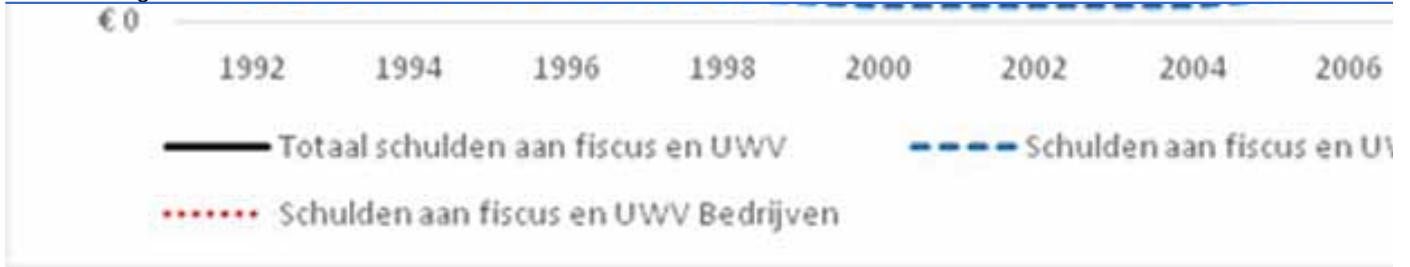 € 0
1992 1994 1996 1998 2000 2002 2004 2006
Totaal schulden aan fiscus en UWV Schulden aan fiscus en
Schulden aan fiscus en UWV Bedrijven